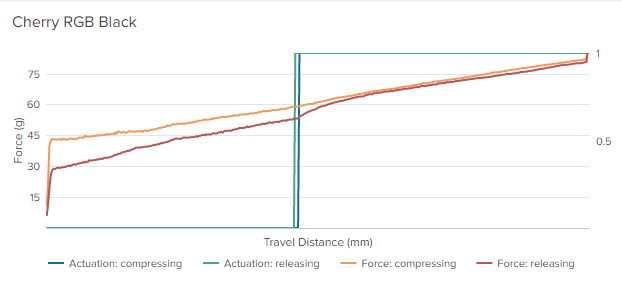 Cherry RGB Black
75
60
45
30
15
Force (g)
1
0.5
Travel Distance (mm)
Actuation: compressing
Actuation: releasing
Force: compressing
Force: releasing